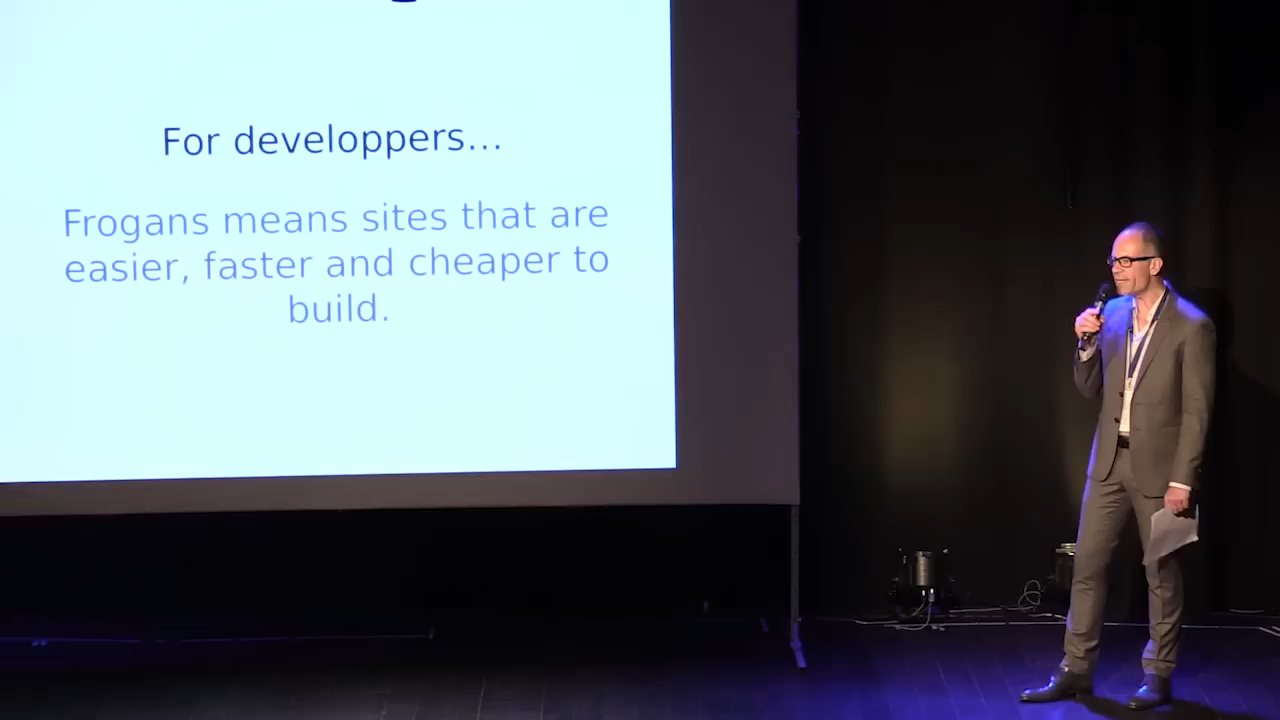 For developpers...
Frogans means sites that are
easier, faster and cheaper to
build.